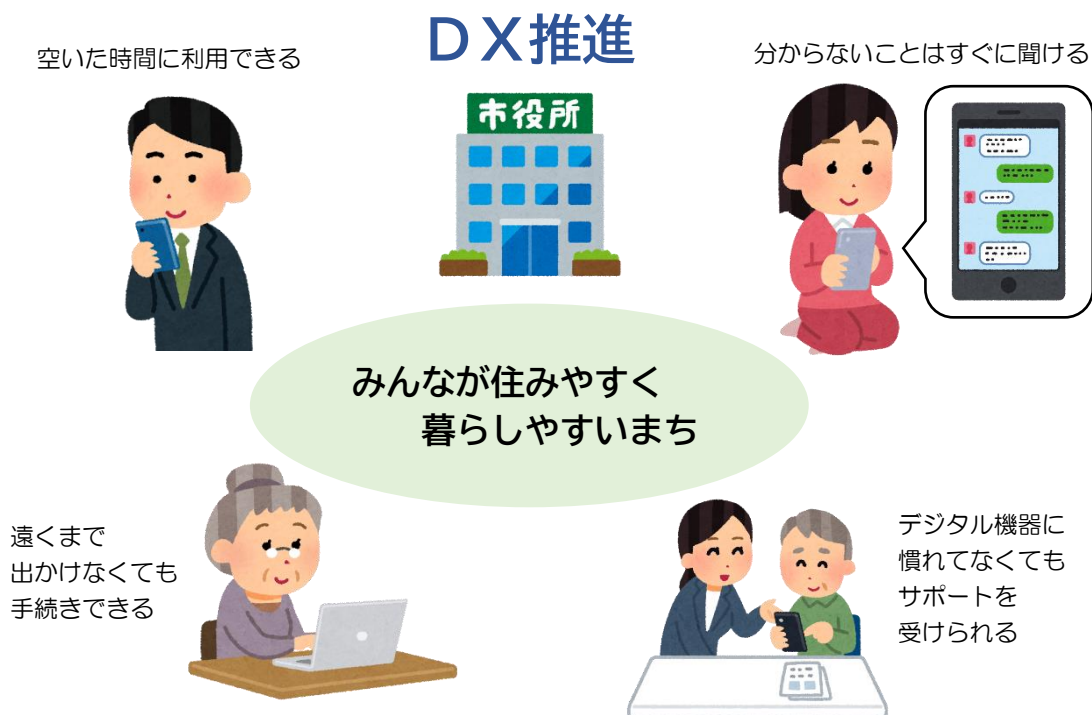 ＤＸ推進
空いた時間に利用できる
分からないことはすぐに聞ける
市役所
みんなが住みやすく
暮らしやすいまち
遠くまで
出かけなくても
手続きできる
デジタル機器に
慣れてなくても
サポートを
受けられる